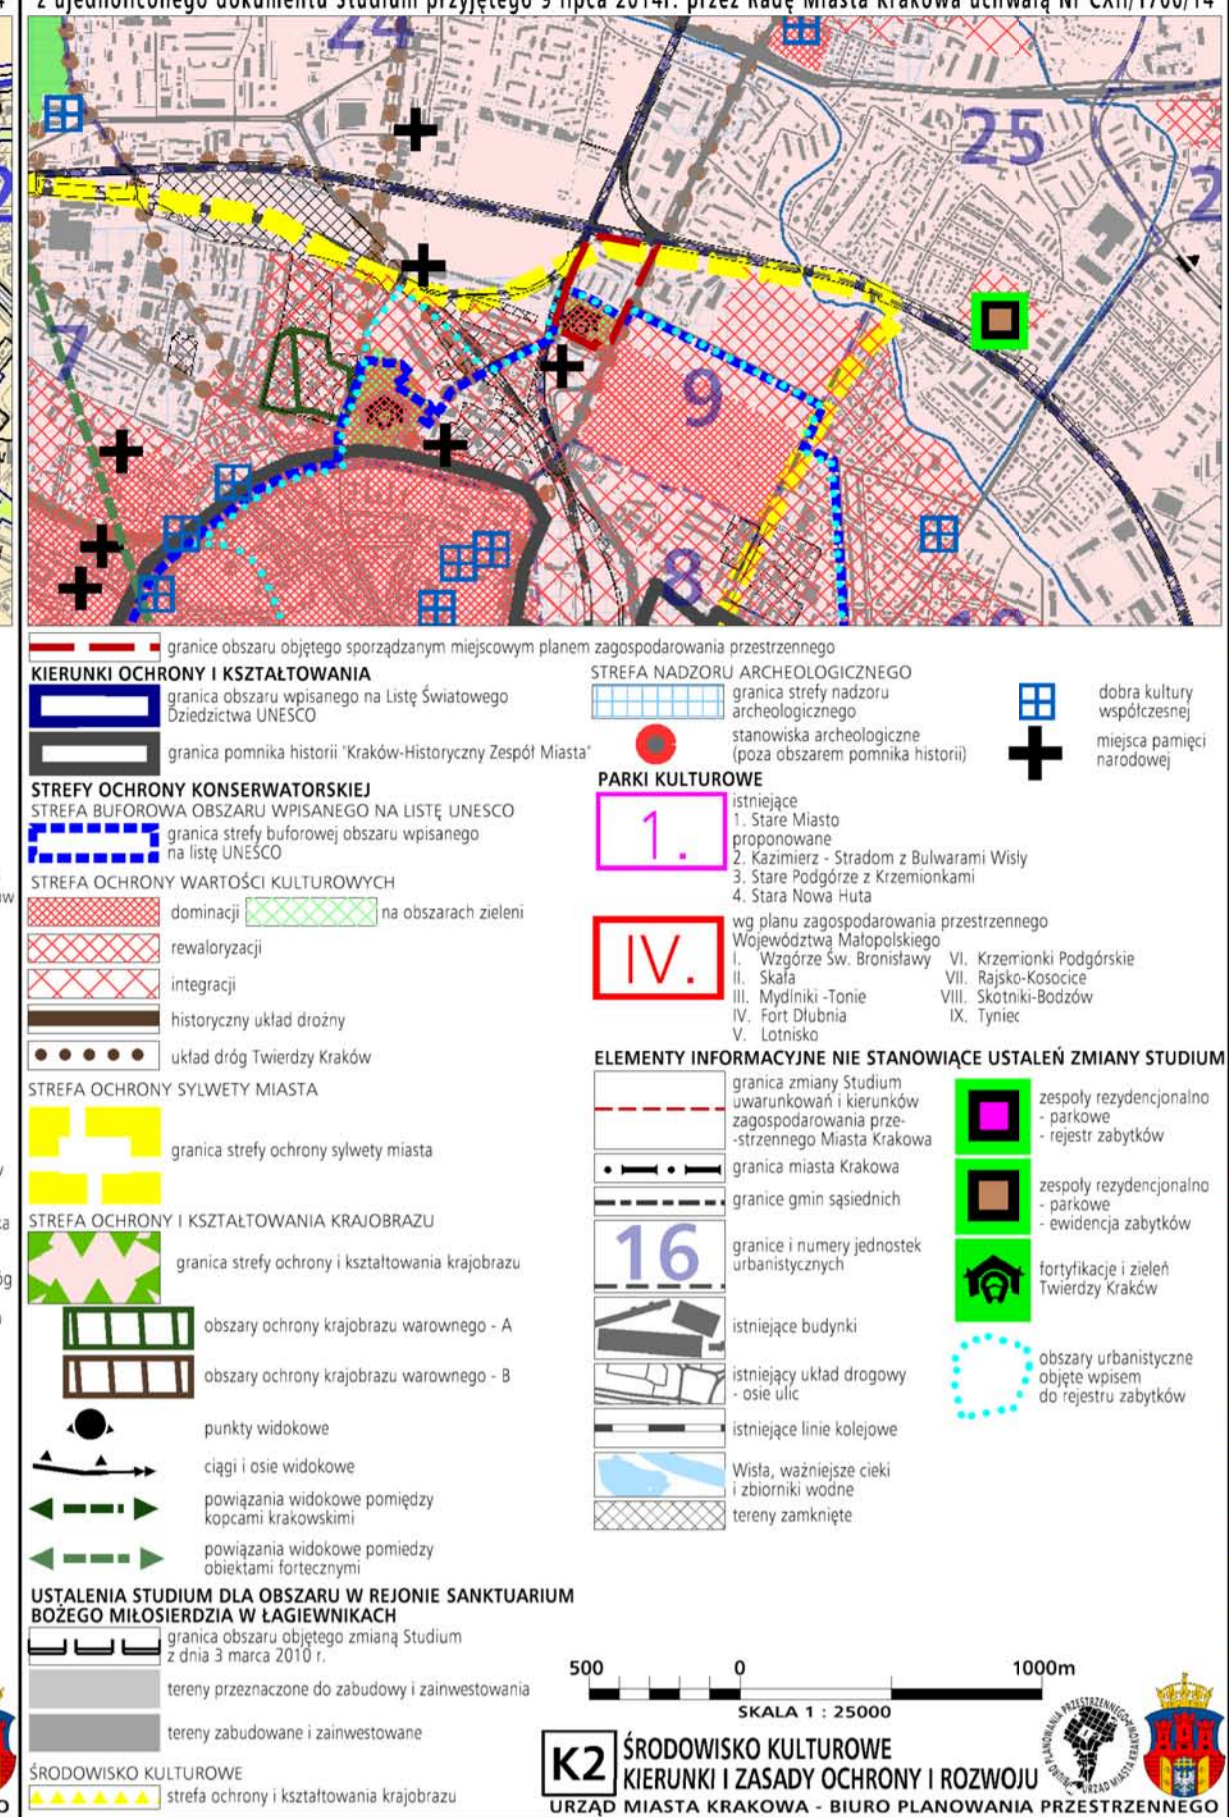 z ujednoliconego dokumentu Studium przyjętego 9 lipca 2014r. przez Radę Miasta Krakowa uchwałą Nr CXII/1700/14
24
25
2
7
9
8
10
granice obszaru objętego sporządzanym miejscowym planem zagospodarowania przestrzennego
KIERUNKI OCHRONY I KSZTAŁTOWANIA
granica obszaru wpisanego na Listę Światowego
Dziedzictwa UNESCO
granica pomnika historii "Kraków-Historyczny Zespół Miasta"
STREFY OCHRONY KONSERWATORSKIEJ
STREFA BUFOROWA OBSZARU WPISANEGO NA LISTĘ UNESCO
granica strefy buforowej obszaru wpisanego
na listę UNESCO
STREFA OCHRONY WARTOŚCI KULTUROWYCH
dominacji
na obszarach zieleni
rewaloryzacji
integracji
historyczny układ drożny
układ dróg Twierdzy Kraków
STREFA OCHRONY SYLWETY MIASTA
granica strefy ochrony sylwety miasta
STREFA OCHRONY I KSZTAŁTOWANIA KRAJOBRAZU
granica strefy ochrony i kształtowania krajobrazu
obszary ochrony krajobrazu warownego - A
obszary ochrony krajobrazu warownego - B
punkty widokowe
ciągi i osie widokowe
powiązania widokowe pomiędzy
kopcami krakowskimi
powiązania widokowe pomiedzy
obiektami fortecznymi
USTALENIA STUDIUM DLA OBSZARU W REJONIE SANKTUARIUM
BOŻEGO MIŁOSIERDZIA W ŁAGIEWNIKACH
granica obszaru objętego zmianą Studium
z dnia 3 marca 2010 r.
tereny przeznaczone do zabudowy i zainwestowania
tereny zabudowane i zainwestowane
ŚRODOWISKO KULTUROWE
strefa ochrony i kształtowania krajobrazu
STREFA NADZORU ARCHEOLOGICZNEGO
granica strefy nadzoru
archeologicznego
stanowiska archeologiczne
(poza obszarem pomnika historii)
dobra kultury
współczesnej
miejsca pamięci
narodowej
PARKI KULTUROWE
1.
istniejące
1. Stare Miasto
proponowane
2. Kazimierz - Stradom z Bulwarami Wisły
3. Stare Podgórze z Krzemionkami
4. Stara Nowa Huta
IV.
wg planu zagospodarowania przestrzennego
Województwa Małopolskiego
I. Wzgórze Św. Bronisławy VI. Krzemionki Podgórskie
II. Skała VII. Rajsko-Kosocice
III. Mydlniki -Tonie VIII. Skotniki-Bodzów
IV. Fort Dłubnia IX. Tyniec
V. Lotnisko
ELEMENTY INFORMACYJNE NIE STANOWIĄCE USTALEŃ ZMIANY STUDIUM
granica zmiany Studium
uwarunkowań i kierunków
zagospodarowania prze-
-strzennego Miasta Krakowa
granica miasta Krakowa
granice gmin sąsiednich
16
granice i numery jednostek
urbanistycznych
istniejące budynki
istniejący układ drogowy
- osie ulic
istniejące linie kolejowe
Wisła, ważniejsze cieki
i zbiorniki wodne
tereny zamknięte
zespoły rezydencjonalno
- parkowe
- rejestr zabytków
zespoły rezydencjonalno
- parkowe
- ewidencja zabytków
fortyfikacje i zieleń
Twierdzy Kraków
obszary urbanistyczne
objęte wpisem
do rejestru zabytków
500 0 1000m
SKALA 1 : 25000
K2
ŚRODOWISKO KULTUROWE
KIERUNKI I ZASADY OCHRONY I ROZWOJU
BIURO PLANOWANIA PRZESTRZENNEGO
URZĄD MIASTA KRAKOWA
URZĄD MIASTA KRAKOWA - BIURO PLANOWANIA PRZESTRZENNEGO